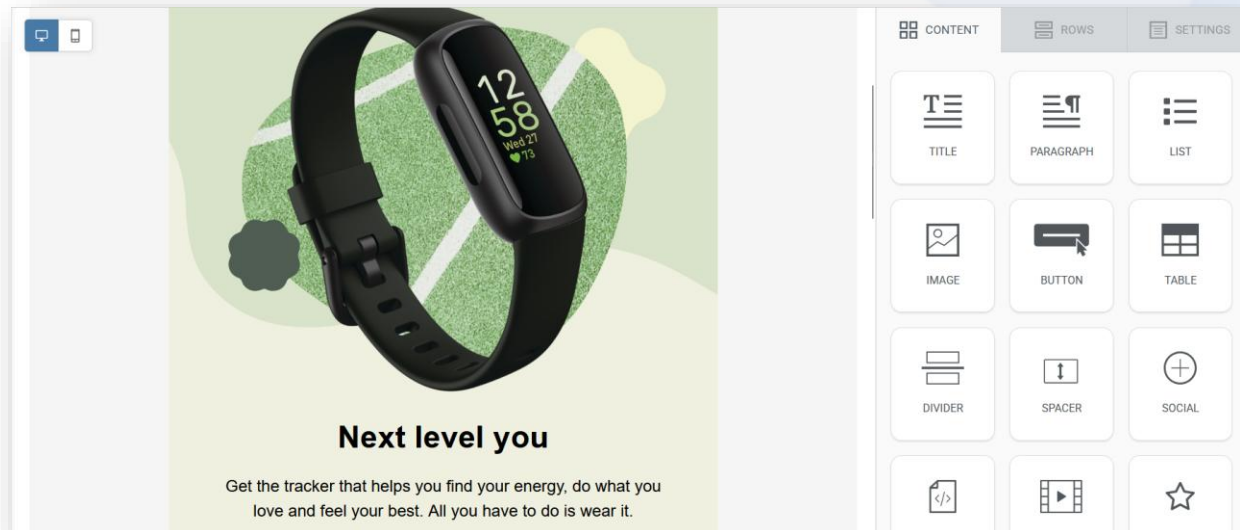 CONTENT
ROWS
SETTINGS
12
58
Wed 27
73
TITLE
PARAGRAPH
LIST
IMAGE
BUTTON
TABLE
DIVIDER
SPACER
SOCIAL
Next level you
Get the tracker that helps you find your energy, do what you
love and feel your best. All you have to do is wear it.